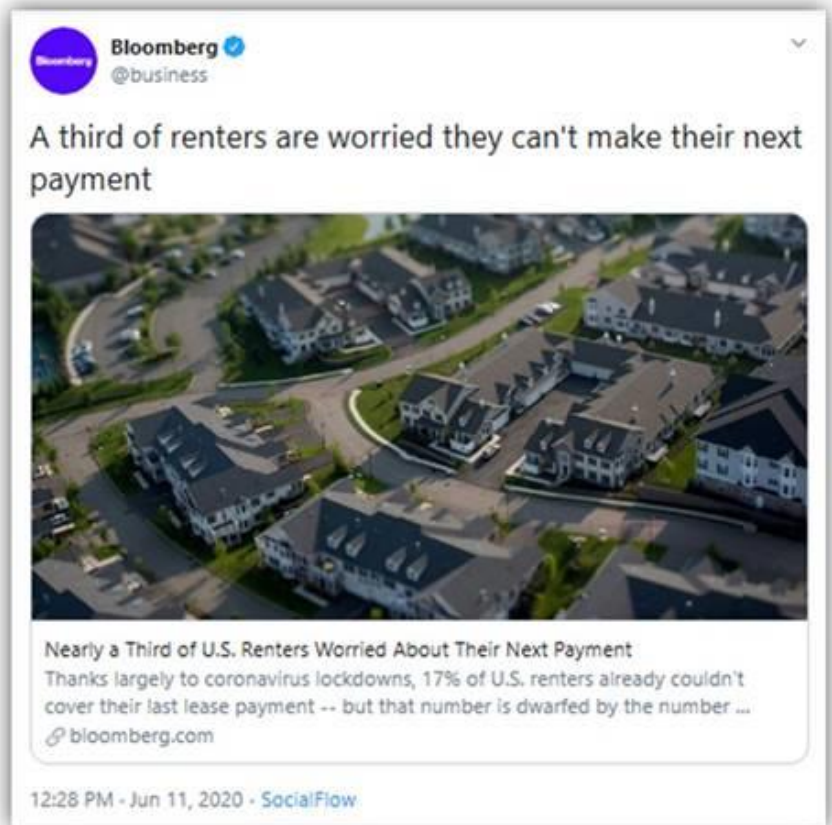 Bloomberg
Bloomberg
@business
A third of renters are worried they can't make their next
payment
Nearly a Third of U.S. Renters Worried About Their Next Payment
Thanks largely to coronavirus lockdowns, 17% of U.S. renters already couldn't
cover their last lease payment -- but that number is dwarfed by the number ...
bloomberg.com
12:28 PM - Jun 11, 2020 - SocialFlow